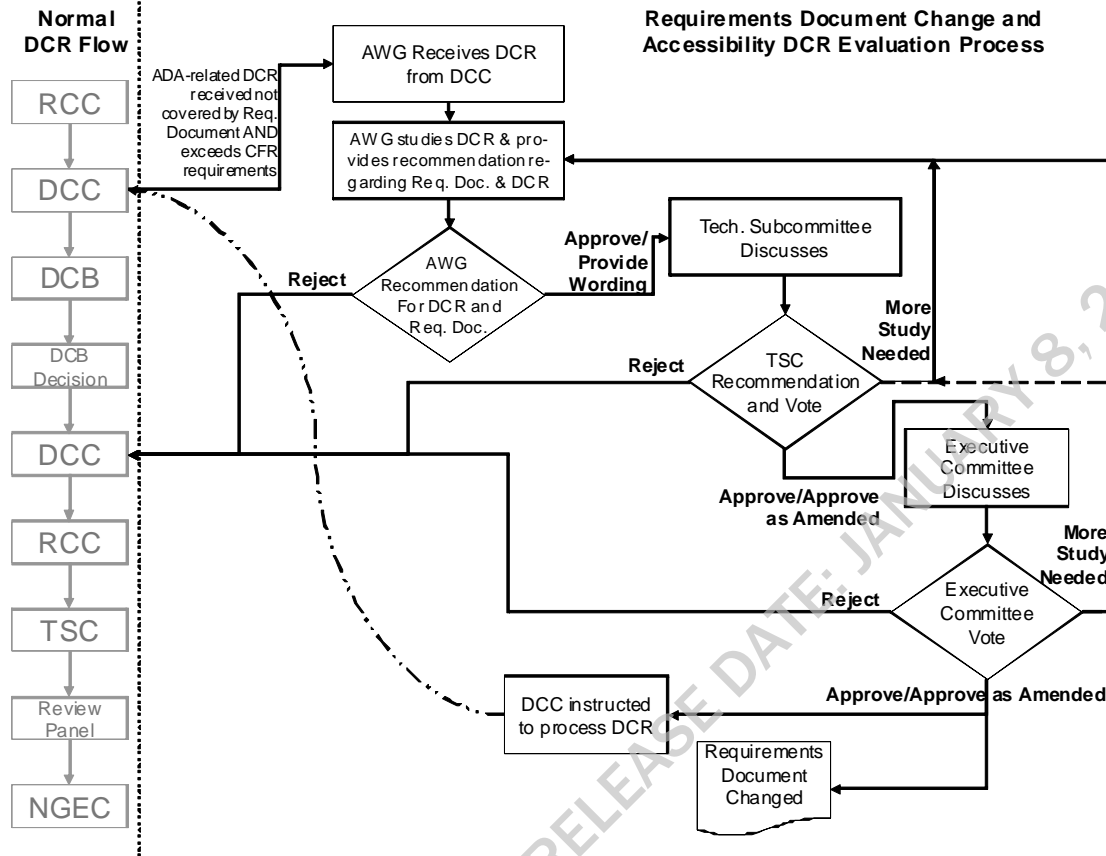 Normal
DCR Flow
RCC
DCC
DCB
DCB
Decision
DCC
RCC
TSC
Review
Panel
NGEC
Requirements Document Change and
Accessibility DCR Evaluation Process
ADA-related DCR
received not
covered by Req.
Document AND
exceeds CFR
requirements
AWG Receives DCR
from DCC
AWG studies DCR & pro-
vides recommendation re-
garding Req. Doc. & DCR
AWG
Recommendation
For DCR and
Req. Doc.
Reject
Approve/
Provide
Wording
Tech. Subcommittee
Discusses
TSC
Recommendation
and Vote
Reject
More
Study
Needed
Approve/Approve
as Amended
Executive
Committee
Discusses
Executive
Committee
Vote
Reject
More
Study
Needed
Approve/Approve as Amended
DCC instructed
to process DCR
Requirements
Document
Changed
RELEASE DATE: JANUARY 8, 2